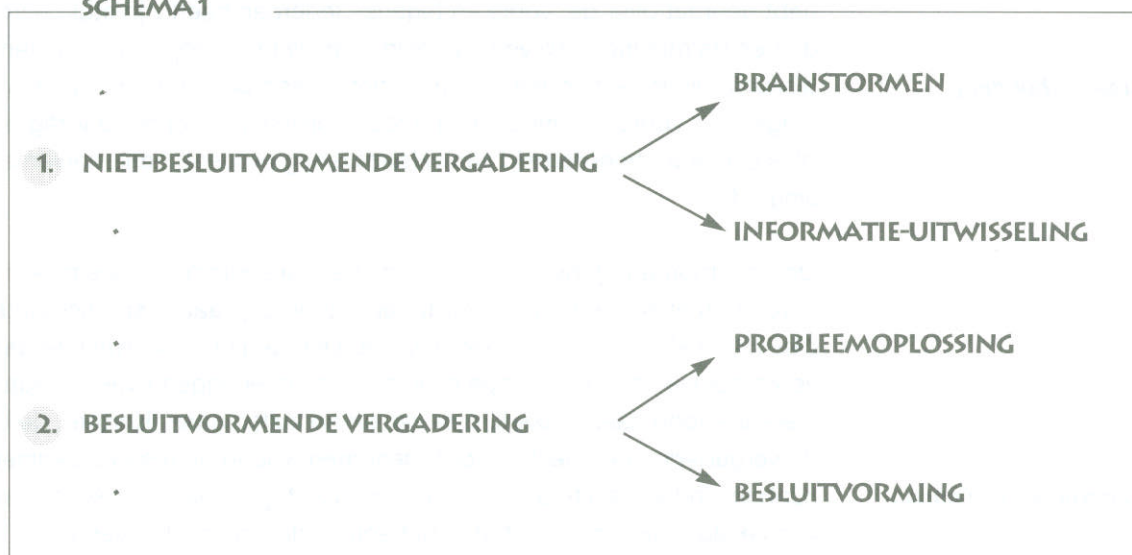 SCHEMA 1
BRAINSTORMEN
1. NIET-BESLUITVORMENDE VERGADERING
INFORMATIE-UITWISSELING
PROBLEEMOPLOSSING
2. BESLUITVORMENDE VERGADERING
BESLUITVORMING